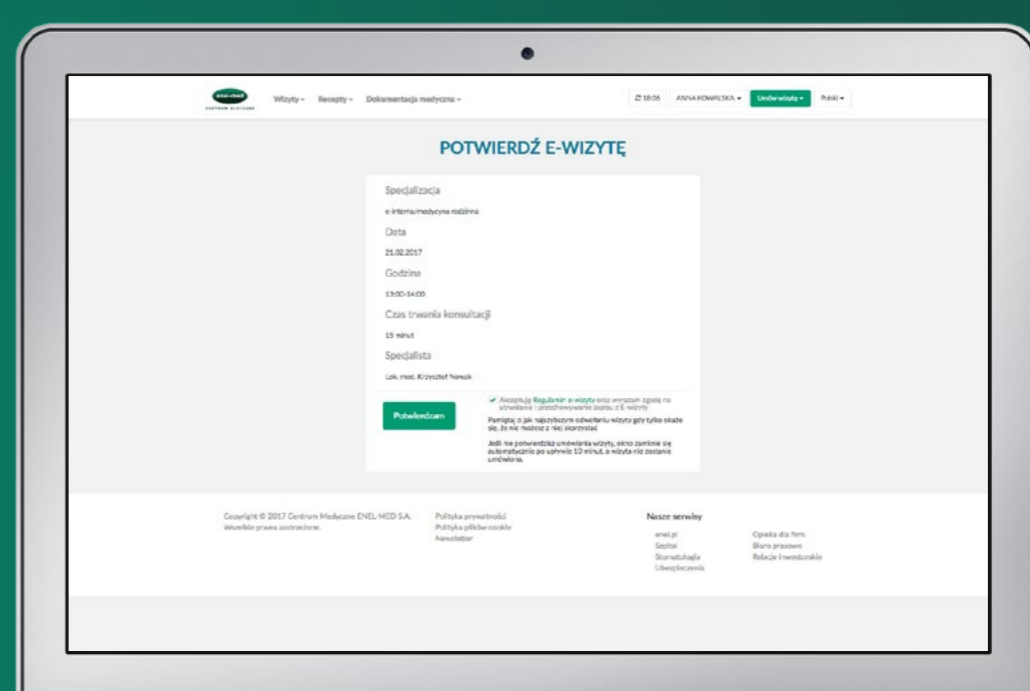 enel-med
CENTRUM MEDYCZNE
Wizyty
Recepty
Dokumentacja medyczna
18:06
ANNA KOWALSKA
Umów wizytę
Polski
POTWIERDŹ E-WIZYTĘ
Specjalizacja
e-interna/medycyna rodzinna
Data
21.02.2017
Godzina
13:00-14:00
Czas trwania konsultacji
15 minut
Specjalista
Lek. med. Krzysztof Nowak
Potwierdzam
Akceptuję Regulamin e-wizyty oraz wyrażam zgodę na
utrwalanie i przechowywanie zapisu z E-wizyty
Pamiętaj o jak najszybszym odwołaniu wizyty gdy tylko okaże
się, że nie możesz z niej skorzystać
Jeśli nie potwierdzisz umówienia wizyty, okno zamknie się
automatycznie po upływie 10 minut, a wizyta nie zostanie
umówiona.
Copyright © 2017 Centrum Medyczne ENEL-MED S.A.
Wszelkie prawa zastrzeżone.
Polityka prywatności
Polityka plików cookie
Newsletter
Nasze serwisy
enel.pl
Szpital
Stomatologia
Ubezpieczenia
Opieka dla firm
Biuro prasowe
Relacje inwestorskie